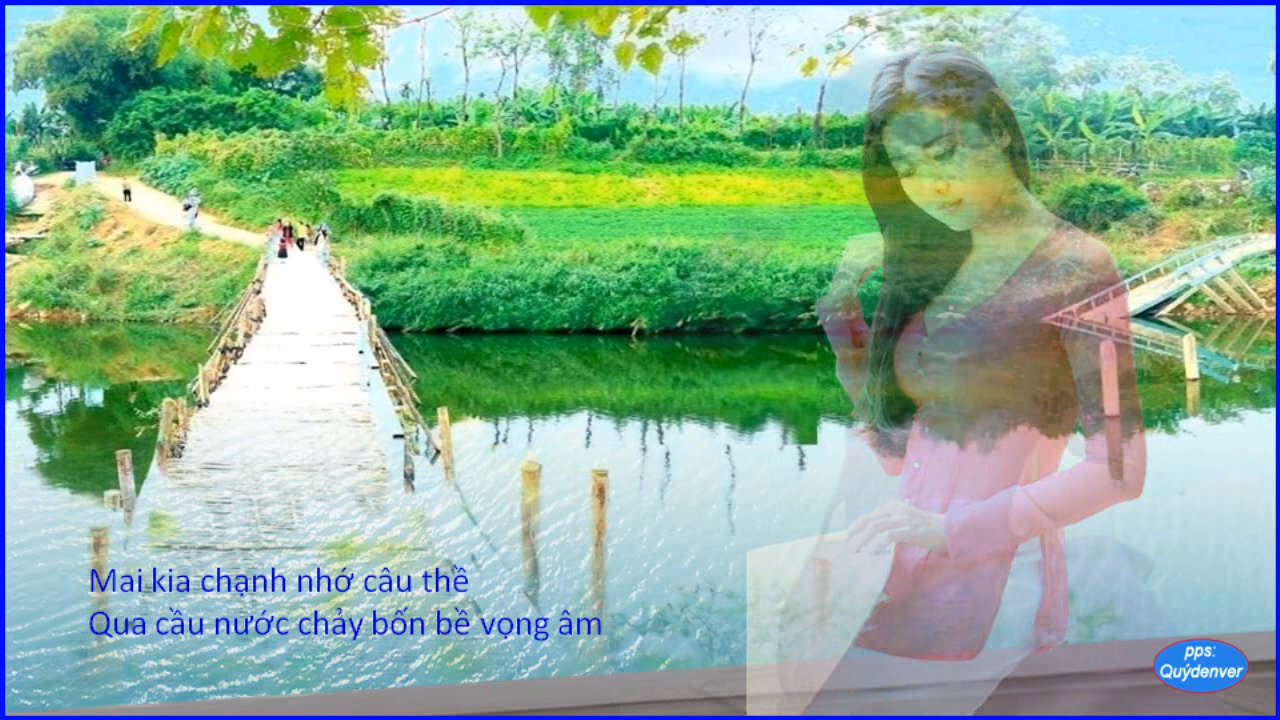 Mai kia chạnh nhớ câu thề
Qua cầu nước chảy bốn bề vọng âm
pps:
Quýdenver